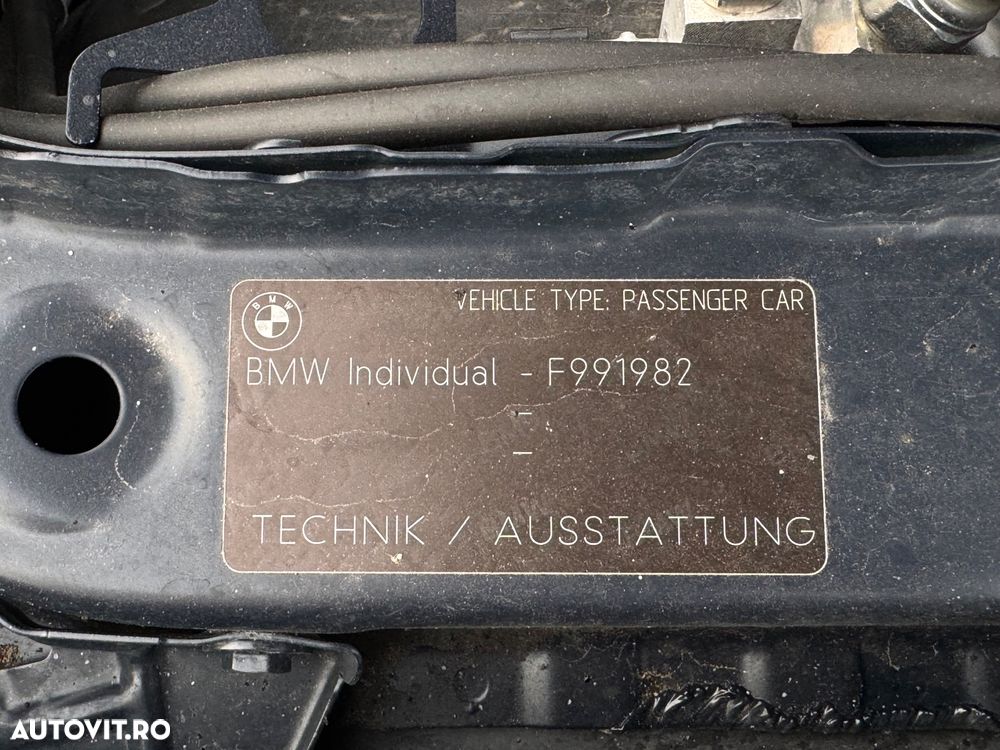 VEHICLE TYPE: PASSENGER CAR
BMW
BMW Individual - F991982
-
-
TECHNIK / AUSSTATTUNG
AUTOVIT.RO